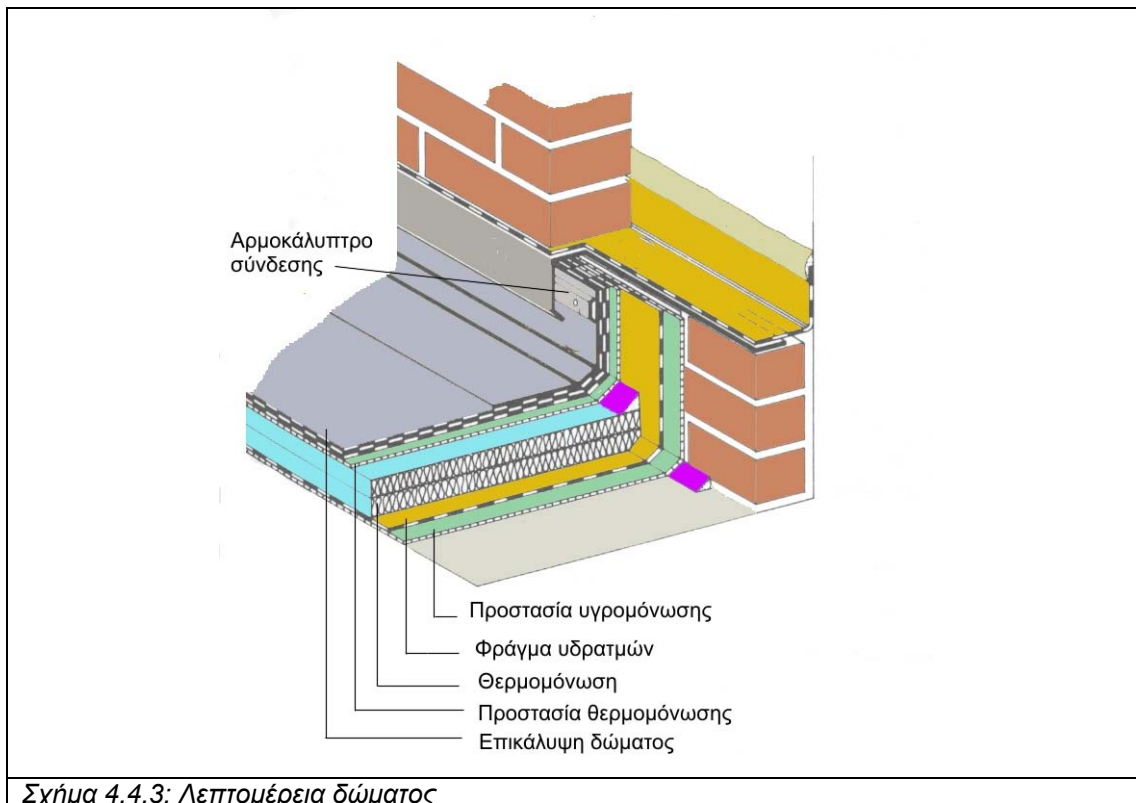 Αρμοκάλυπτρο
σύνδεσης
Προστασία υγρομόνωσης
Φράγμα υδρατμών
Θερμομόνωση
Προστασία θερμομόνωσης
Επικάλυψη δώματος
Σχήμα 4.4.3: Λεπτομέρεια δώματος